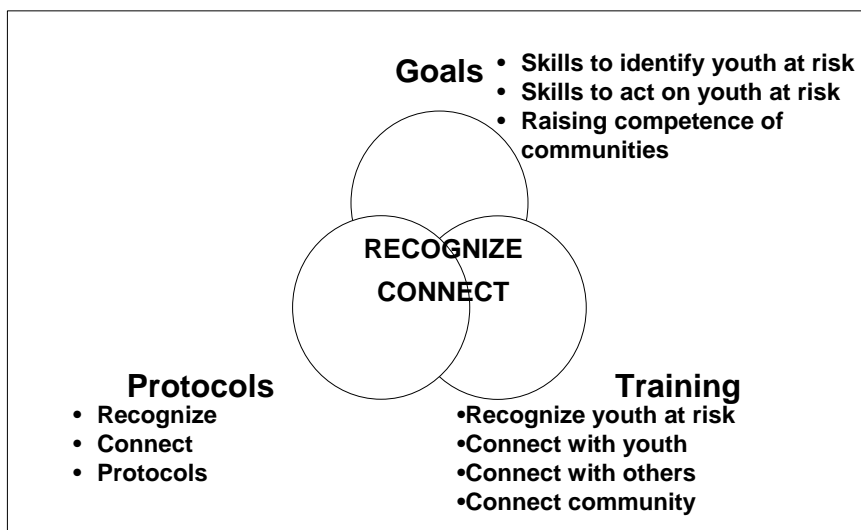 Goals
• Skills to identify youth at risk
• Skills to act on youth at risk
• Raising competence of
communities
RECOGNIZE
CONNECT
Protocols
• Recognize
• Connect
• Protocols
Training
•Recognize youth at risk
•Connect with youth
•Connect with others
•Connect community